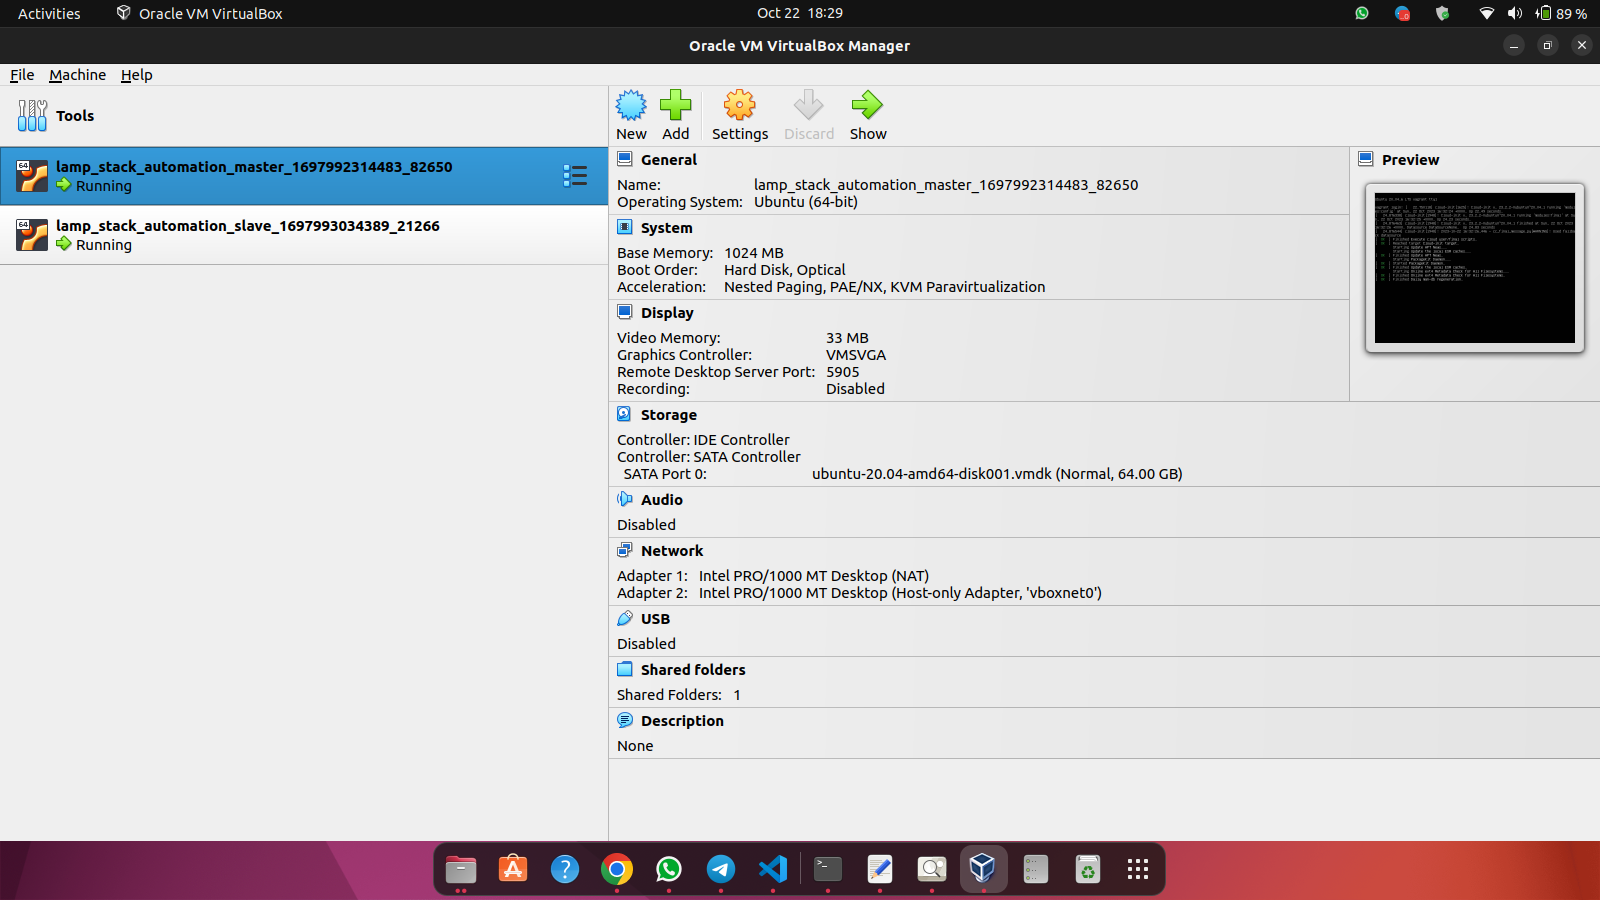 Activities Oracle VM VirtualBox Oct 22 18:29 89 %
Oracle VM VirtualBox Manager
File Machine Help
Tools
New Add Settings Discard Show
64 lamp_stack_automation_master_1697992314483_82650
Running
64 lamp_stack_automation_slave_1697993034389_21266
Running
General
Name: lamp_stack_automation_master_1697992314483_82650
Operating System: Ubuntu (64-bit)
System
Base Memory: 1024 MB
Boot Order: Hard Disk, Optical
Acceleration: Nested Paging, PAE/NX, KVM Paravirtualization
Display
Video Memory: 33 MB
Graphics Controller: VMSVGA
Remote Desktop Server Port: 5905
Recording: Disabled
Preview
Storage
Controller: IDE Controller
Controller: SATA Controller
SATA Port 0: ubuntu-20.04-amd64-disk001.vmdk (Normal, 64.00 GB)
Audio
Disabled
Network
Adapter 1: Intel PRO/1000 MT Desktop (NAT)
Adapter 2: Intel PRO/1000 MT Desktop (Host-only Adapter, 'vboxnet0')
USB
Disabled
Shared folders
Shared Folders: 1
Description
None